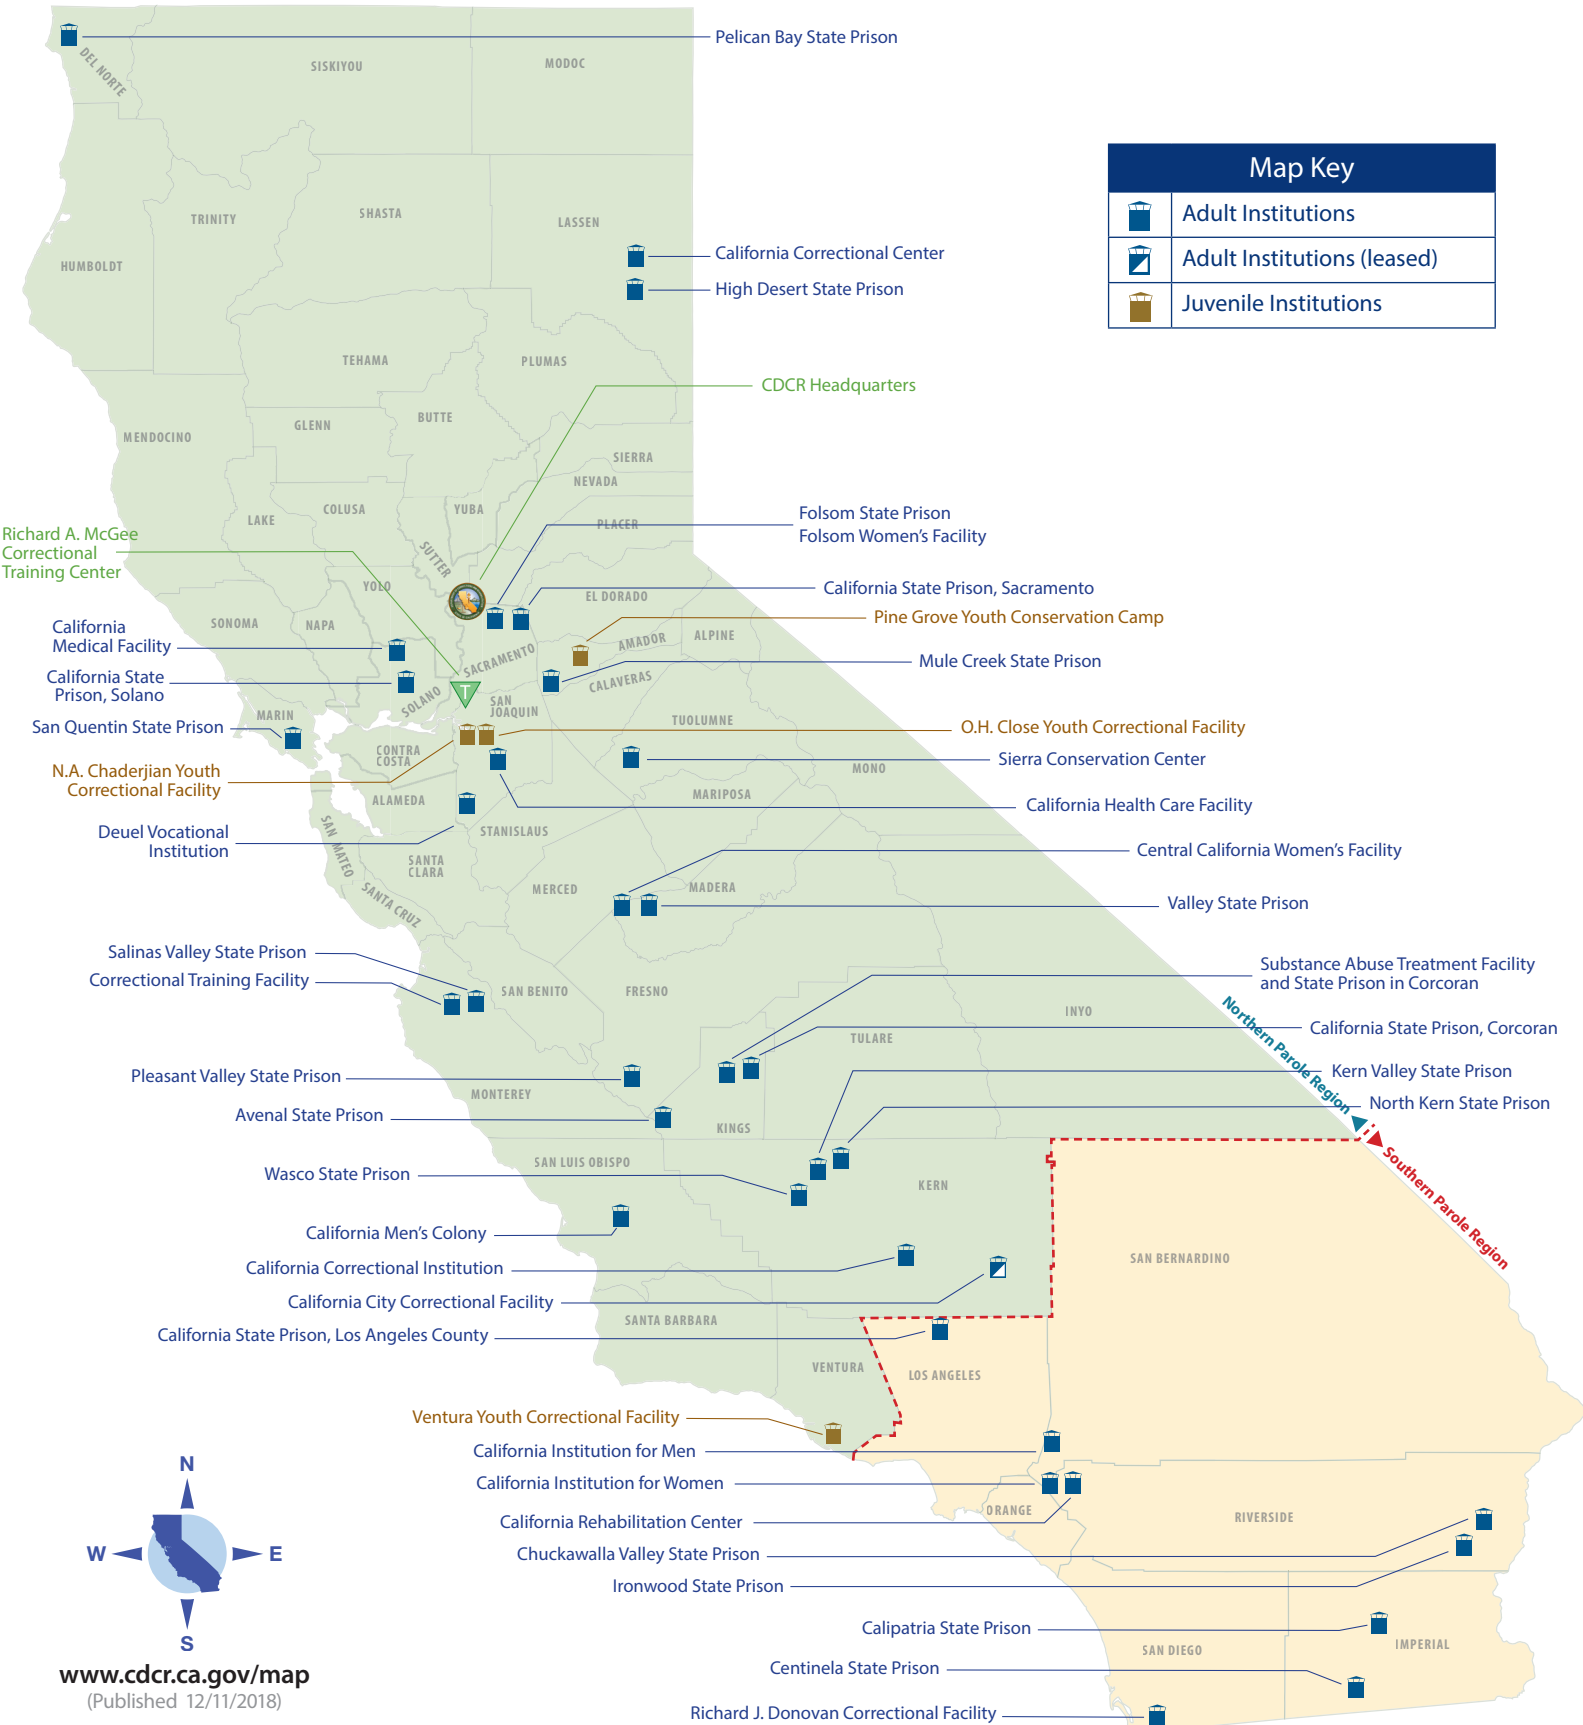 Pelican Bay State Prison
DEL NORTE
SISKIYOU
MODOC
Map Key
Adult Institutions
Adult Institutions (leased)
Juvenile Institutions
TRINITY
SHASTA
LASSEN
HUMBOLDT
California Correctional Center
High Desert State Prison
TEHAMA
PLUMAS
CDCR Headquarters
BUTTE
GLENN
MENDOCINO
SIERRA
NEVADA
COLUSA
YUBA
LAKE
PLACER
Folsom State Prison
Folsom Women's Facility
Richard A. McGee
Correctional
Training Center
SUTTER
YOLO
EL DORADO
California State Prison, Sacramento
Pine Grove Youth Conservation Camp
SONOMA
NAPA
California
Medical Facility
SACRAMENTO
AMADOR
ALPINE
Mule Creek State Prison
California State
Prison, Solano
SOLANO
T
CALAVERAS
SAN
JOAQUIN
MARIN
San Quentin State Prison
TUOLUMNE
O.H. Close Youth Correctional Facility
CONTRA
COSTA
Sierra Conservation Center
MONO
N.A. Chaderjian Youth
Correctional Facility
ALAMEDA
MARIPOSA
California Health Care Facility
Deuel Vocational
Institution
STANISLAUS
SAN MATEO
SANTA
CLARA
Central California Women's Facility
MERCED
MADERA
SANTA CRUZ
Valley State Prison
Salinas Valley State Prison
Correctional Training Facility
SAN BENITO
FRESNO
Substance Abuse Treatment Facility
and State Prison in Corcoran
INYO
Northern Parole Region
California State Prison, Corcoran
TULARE
Pleasant Valley State Prison
Kern Valley State Prison
MONTEREY
North Kern State Prison
Avenal State Prison
KINGS
Southern Parole Region
SAN LUIS OBISPO
Wasco State Prison
KERN
California Men's Colony
SAN BERNARDINO
California Correctional Institution
California City Correctional Facility
SANTA BARBARA
California State Prison, Los Angeles County
VENTURA
LOS ANGELES
Ventura Youth Correctional Facility
California Institution for Men
California Institution for Women
ORANGE
RIVERSIDE
California Rehabilitation Center
Chuckawalla Valley State Prison
Ironwood State Prison
Calipatria State Prison
SAN DIEGO
IMPERIAL
Centinela State Prison
Richard J. Donovan Correctional Facility
N
W
E
S
www.cdcr.ca.gov/map
(Published 12/11/2018)